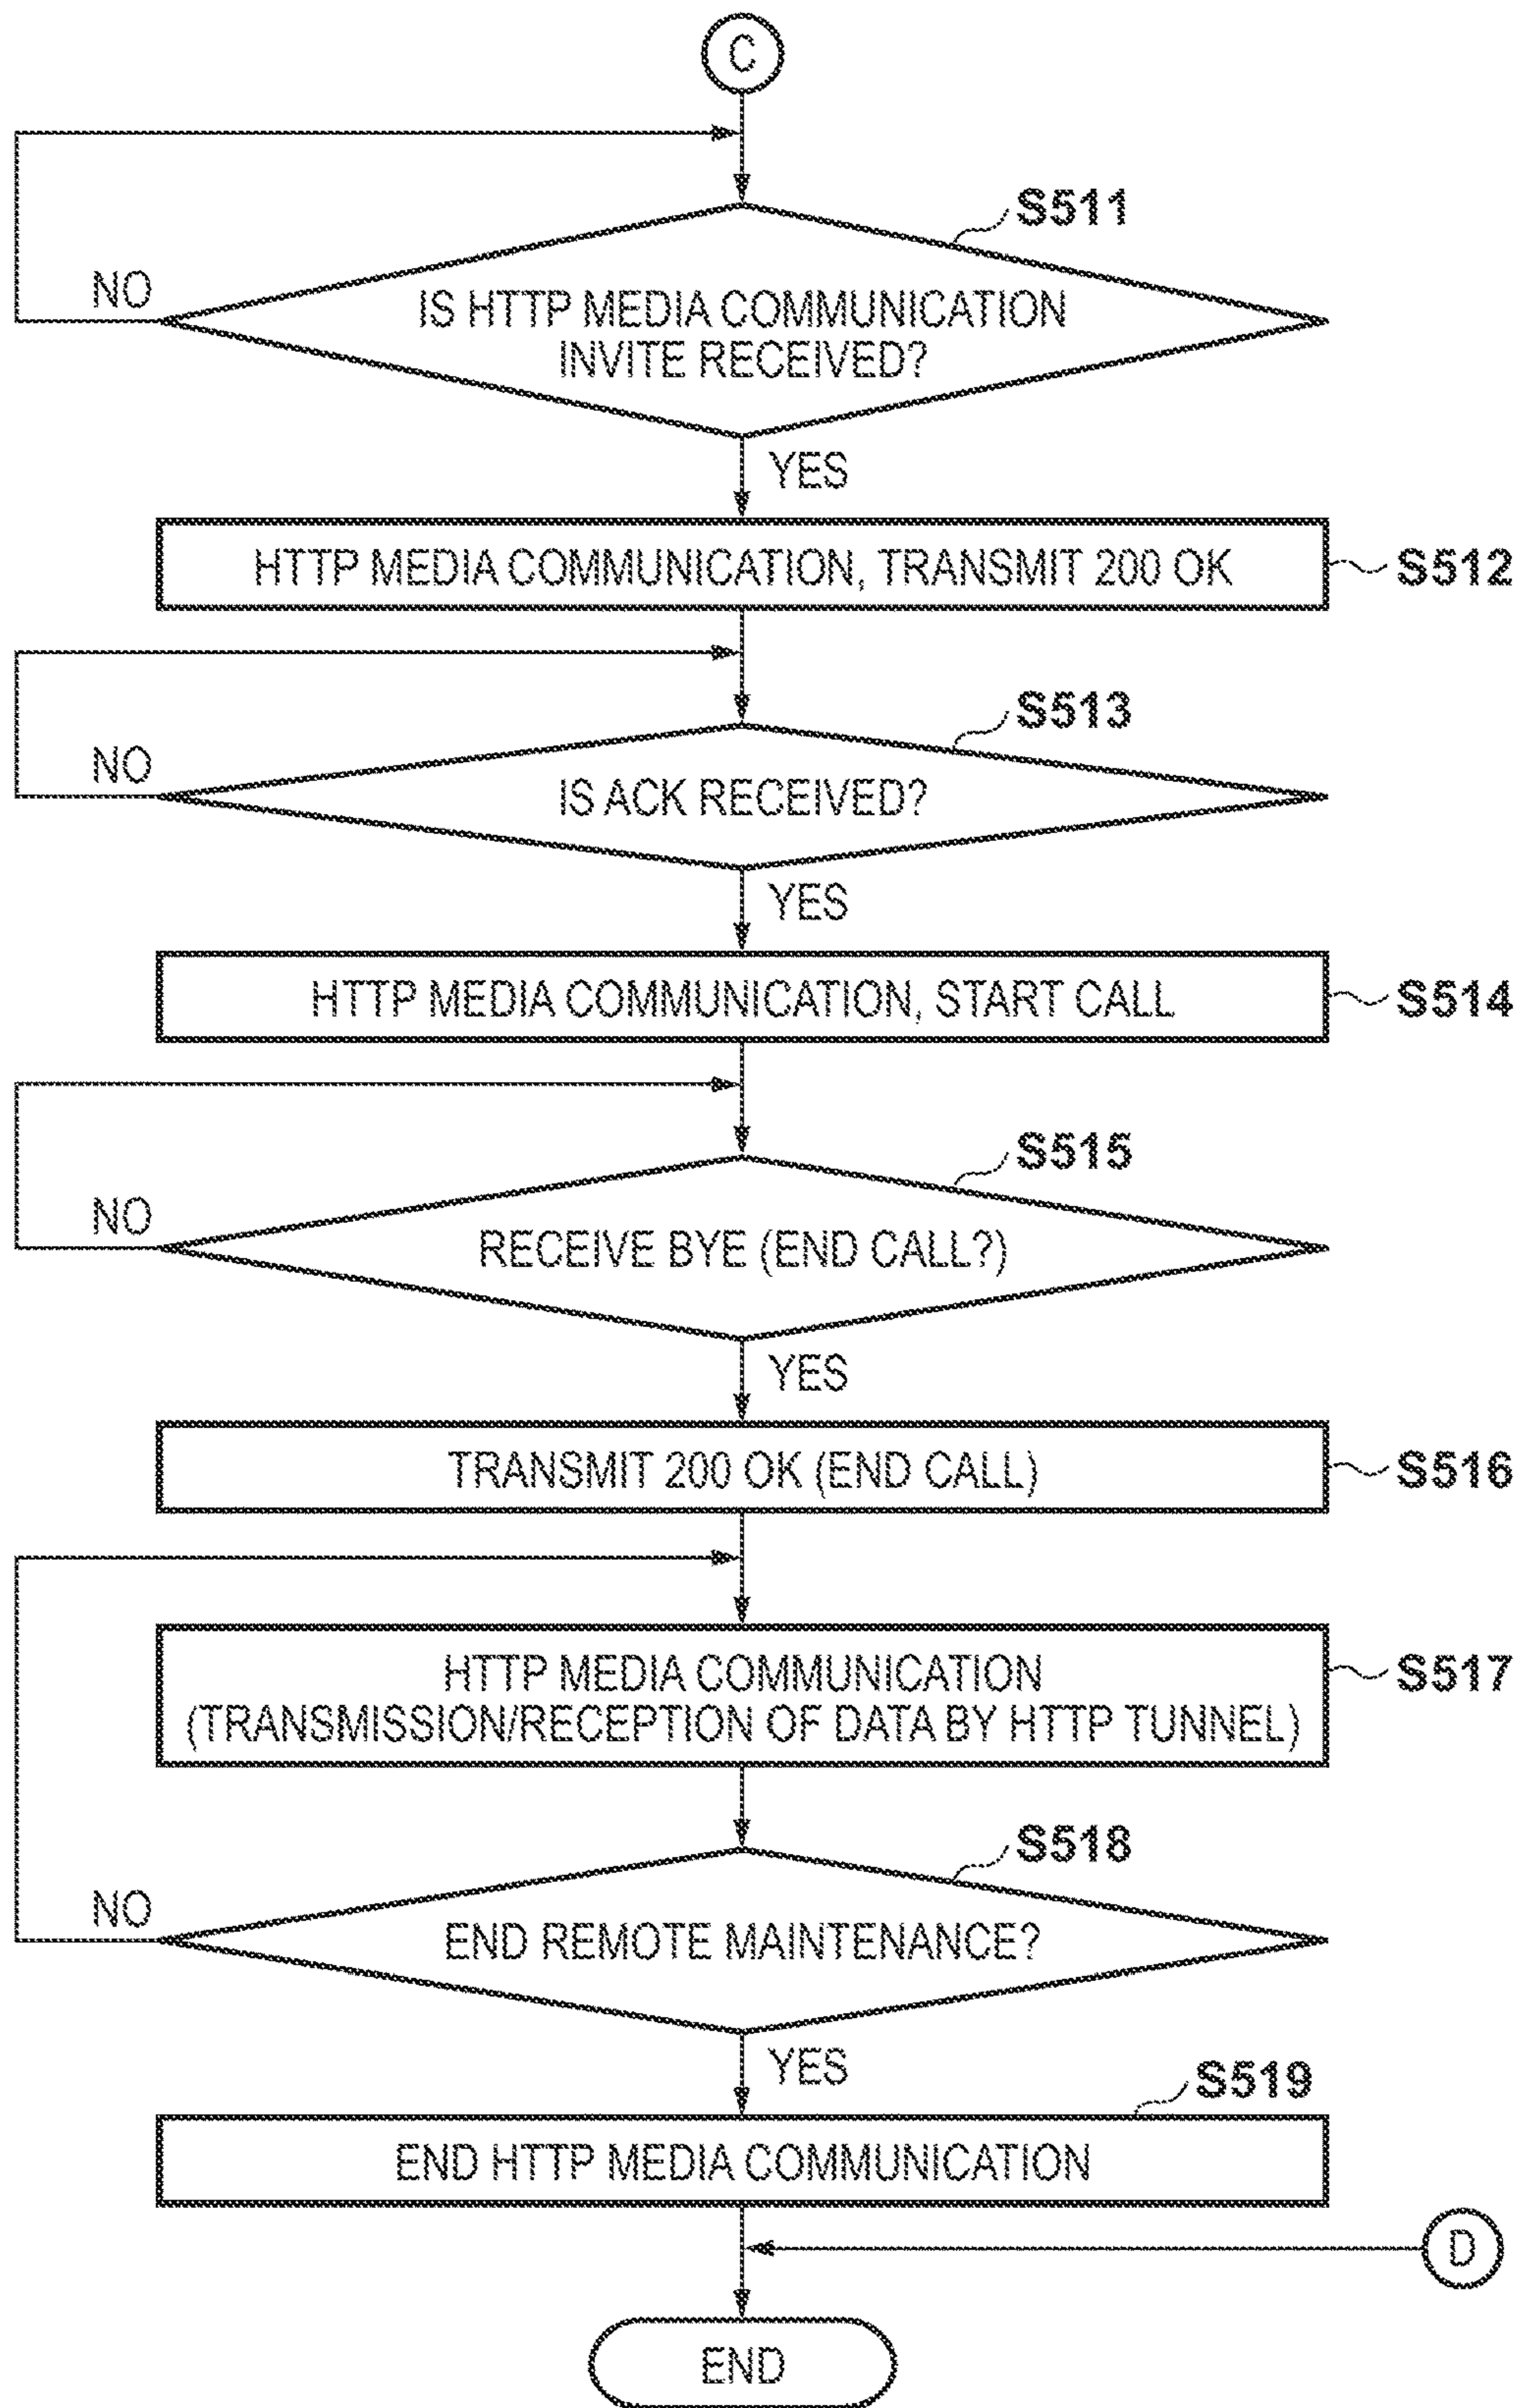 C
S511
NO
IS HTTP MEDIA COMMUNICATION
INVITE RECEIVED?
YES
HTTP MEDIA COMMUNICATION, TRANSMIT 200 OK
S512
S513
NO
IS ACK RECEIVED?
YES
HTTP MEDIA COMMUNICATION, START CALL
S514
S515
NO
RECEIVE BYE (END CALL?)
YES
TRANSMIT 200 OK (END CALL)
S516
HTTP MEDIA COMMUNICATION
(TRANSMISSION/RECEPTION OF DATA BY HTTP TUNNEL)
S517
S518
NO
END REMOTE MAINTENANCE?
YES
S519
END HTTP MEDIA COMMUNICATION
D
END